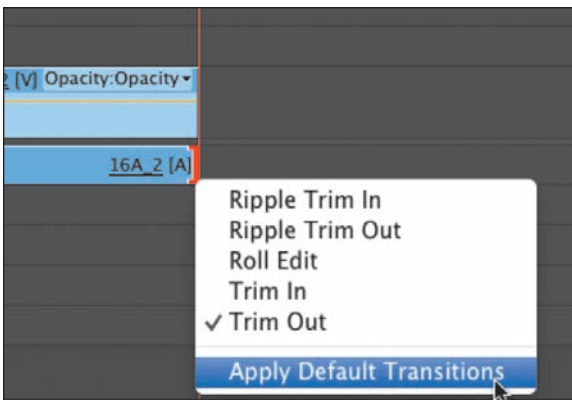 2 [V] Opacity:Opacity
16A_2 [A]
Ripple Trim In
Ripple Trim Out
Roll Edit
Trim In
✓ Trim Out
Apply Default Transitions